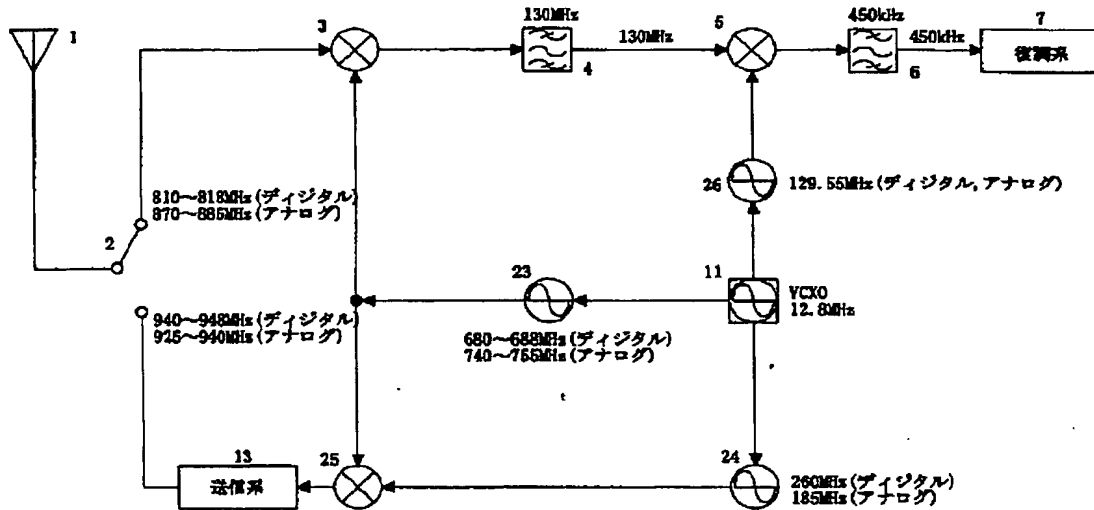 1
3
130MHz
4
130MHz
5
450kHz
6
450kHz
7
復調系
810〜818MHz(ディジタル)
870〜885MHz(アナログ)
2
26
129.55MHz(ディジタル,アナログ)
23
11
VCXO
12.8MHz
940〜948MHz(ディジタル)
925〜940MHz(アナログ)
680〜688MHz(ディジタル)
740〜755MHz(アナログ)
13
送信系
25
24
260MHz(ディジタル)
185MHz(アナログ)